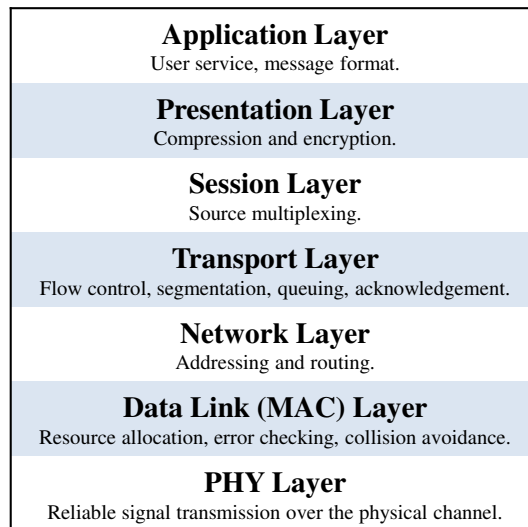 Application Layer
User service, message format.
Presentation Layer
Compression and encryption.
Session Layer
Source multiplexing.
Transport Layer
Flow control, segmentation, queuing, acknowledgement.
Network Layer
Addressing and routing.
Data Link (MAC) Layer
Resource allocation, error checking, collision avoidance.
PHY Layer
Reliable signal transmission over the physical channel.